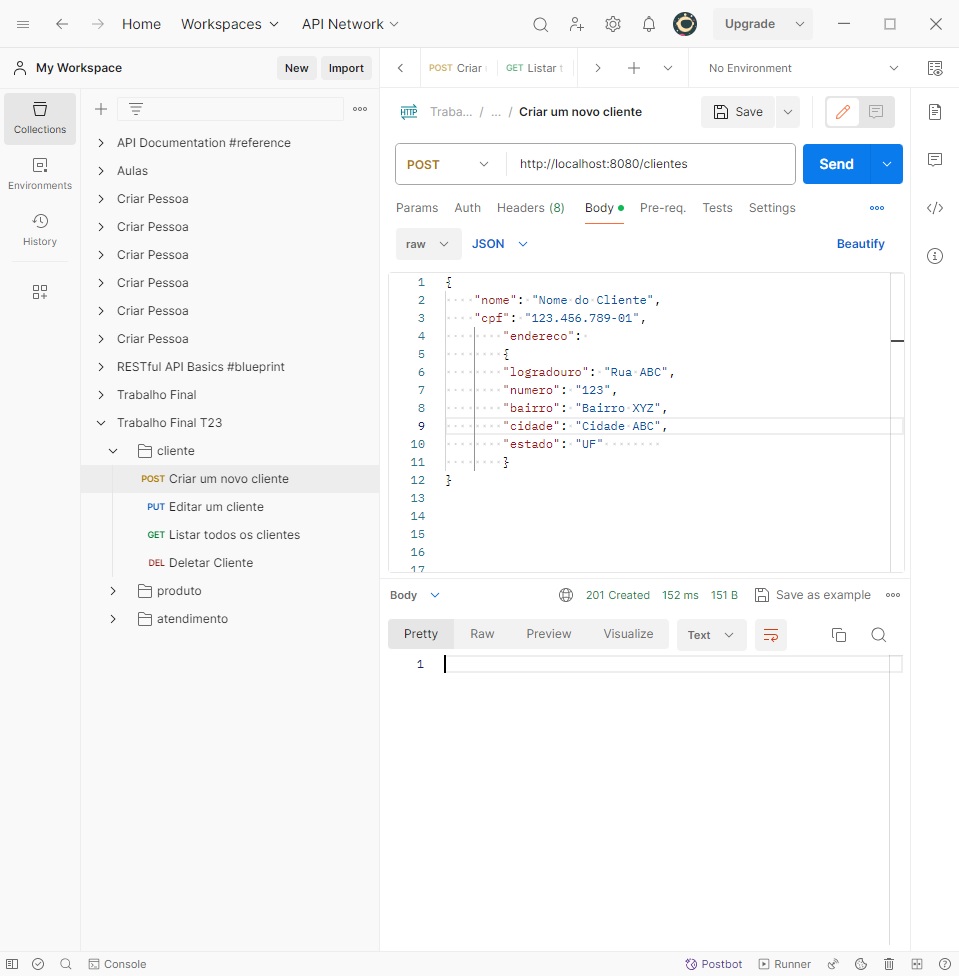 Home Workspaces API Network Upgrade
My Workspace New Import
POST Criar GET Listar No Environment
Collections
Environments
History
API Documentation #reference
Aulas
Criar Pessoa
Criar Pessoa
Criar Pessoa
Criar Pessoa
Criar Pessoa
Criar Pessoa
RESTful API Basics #blueprint
Trabalho Final
Trabalho Final T23
cliente
POST Criar um novo cliente
PUT Editar um cliente
GET Listar todos os clientes
DEL Deletar Cliente
produto
atendimento
HTTP Traba... / ... / Criar um novo cliente Save
POST http://localhost:8080/clientes Send
Params Auth Headers (8) Body Pre-req. Tests Settings
raw JSON Beautify
1 {
2 "nome": "Nome do Cliente",
3 "cpf": "123.456.789-01",
4 "endereco":
5 {
6 "logradouro": "Rua ABC",
7 "numero": "123",
8 "bairro": "Bairro XYZ",
9 "cidade": "Cidade ABC",
10 "estado": "UF"
11 }
12 }
13
14
15
16
17
Body 201 Created 152 ms 151 B Save as example
Pretty Raw Preview Visualize Text
1
Console Postbot Runner